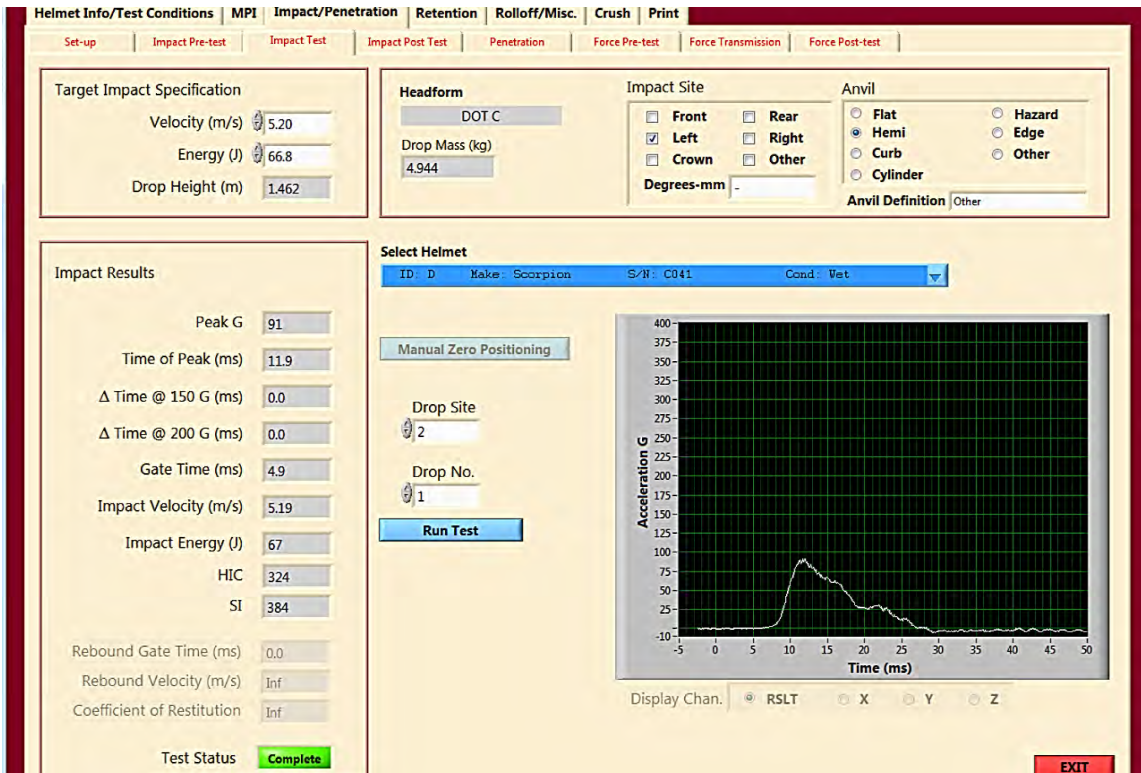 Helmet Info/Test Conditions MPI Impact/Penetration Retention Rolloff/Misc. Crush Print
Set-up Impact Pre-test Impact Test Impact Post Test Penetration Force Pre-test Force Transmission Force Post-test
Target Impact Specification
Velocity (m/s) 5.20
Energy (J) 66.8
Drop Height (m) 1.462
Headform
DOT C
Drop Mass (kg)
4.944
Impact Site
Front Rear
Left Right
Crown Other
Degrees-mm -
Anvil
Flat Hazard
Hemi Edge
Curb Other
Cylinder
Anvil Definition Other
Impact Results
Peak G 91
Time of Peak (ms) 11.9
Δ Time @ 150 G (ms) 0.0
Δ Time @ 200 G (ms) 0.0
Gate Time (ms) 4.9
Impact Velocity (m/s) 5.19
Impact Energy (J) 67
HIC 324
SI 384
Rebound Gate Time (ms) 0.0
Rebound Velocity (m/s) Inf
Coefficient of Restitution Inf
Test Status Complete
Select Helmet
ID: D Make: Scorpion S/N: C041 Cond: Wet
Manual Zero Positioning
Drop Site
2
Drop No.
1
Run Test
Acceleration G
400
375
350
325
300
275
250
225
200
175
150
125
100
75
50
25
-10
-5 0 5 10 15 20 25 30 35 40 45 50
Time (ms)
Display Chan. RSLT X Y Z
EXIT